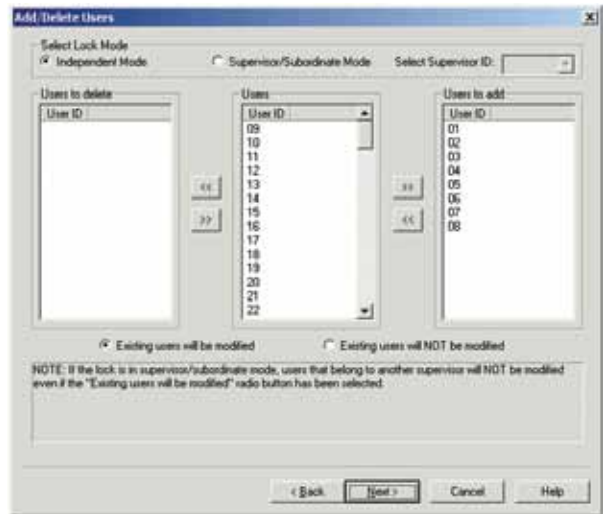 Add/Delete Users
Select Lock Mode
Independent Mode
Supervisor/Subordinate Mode
Select Supervisor ID:
Users to delete
User ID
<<
>>
Users
User ID
09
10
11
12
13
14
15
16
17
18
19
20
21
22
>>
<<
Users to add
User ID
01
02
03
04
05
06
07
08
Existing users will be modified
Existing users will NOT be modified
NOTE: If the lock is in supervisor/subordinate mode, users that belong to another supervisor will NOT be modified
even if the "Existing users will be modified" radio button has been selected.
< Back
Next >
Cancel
Help